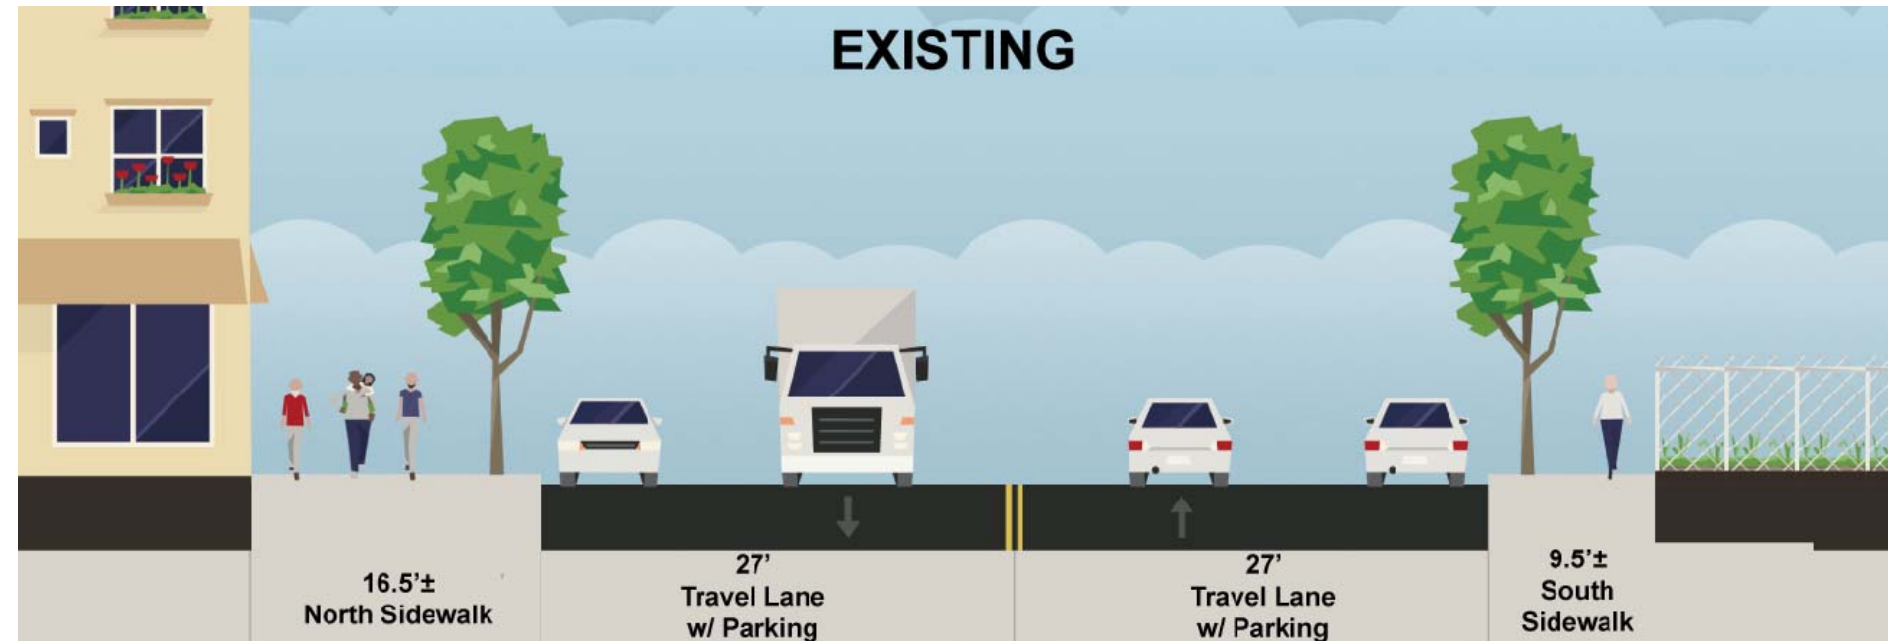 EXISTING
16.5'±
North Sidewalk
27'
Travel Lane
w/ Parking
27'
Travel Lane
w/ Parking
9.5'±
South
Sidewalk